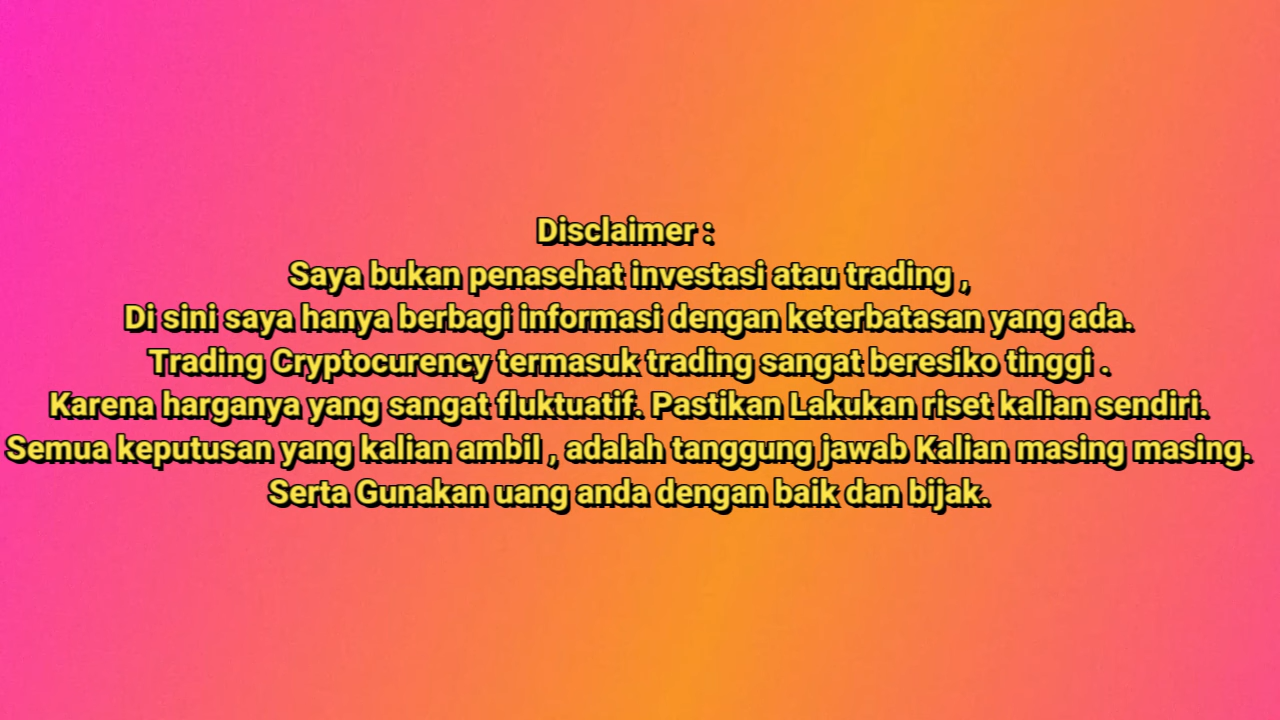 Disclaimer :
Saya bukan penasehat investasi atau trading ,
Di sini saya hanya berbagi informasi dengan keterbatasan yang ada.
Trading Cryptocurency termasuk trading sangat beresiko tinggi .
Karena harganya yang sangat fluktuatif. Pastikan Lakukan riset kalian sendiri.
Semua keputusan yang kalian ambil , adalah tanggung jawab Kalian masing masing.
Serta Gunakan uang anda dengan baik dan bijak.